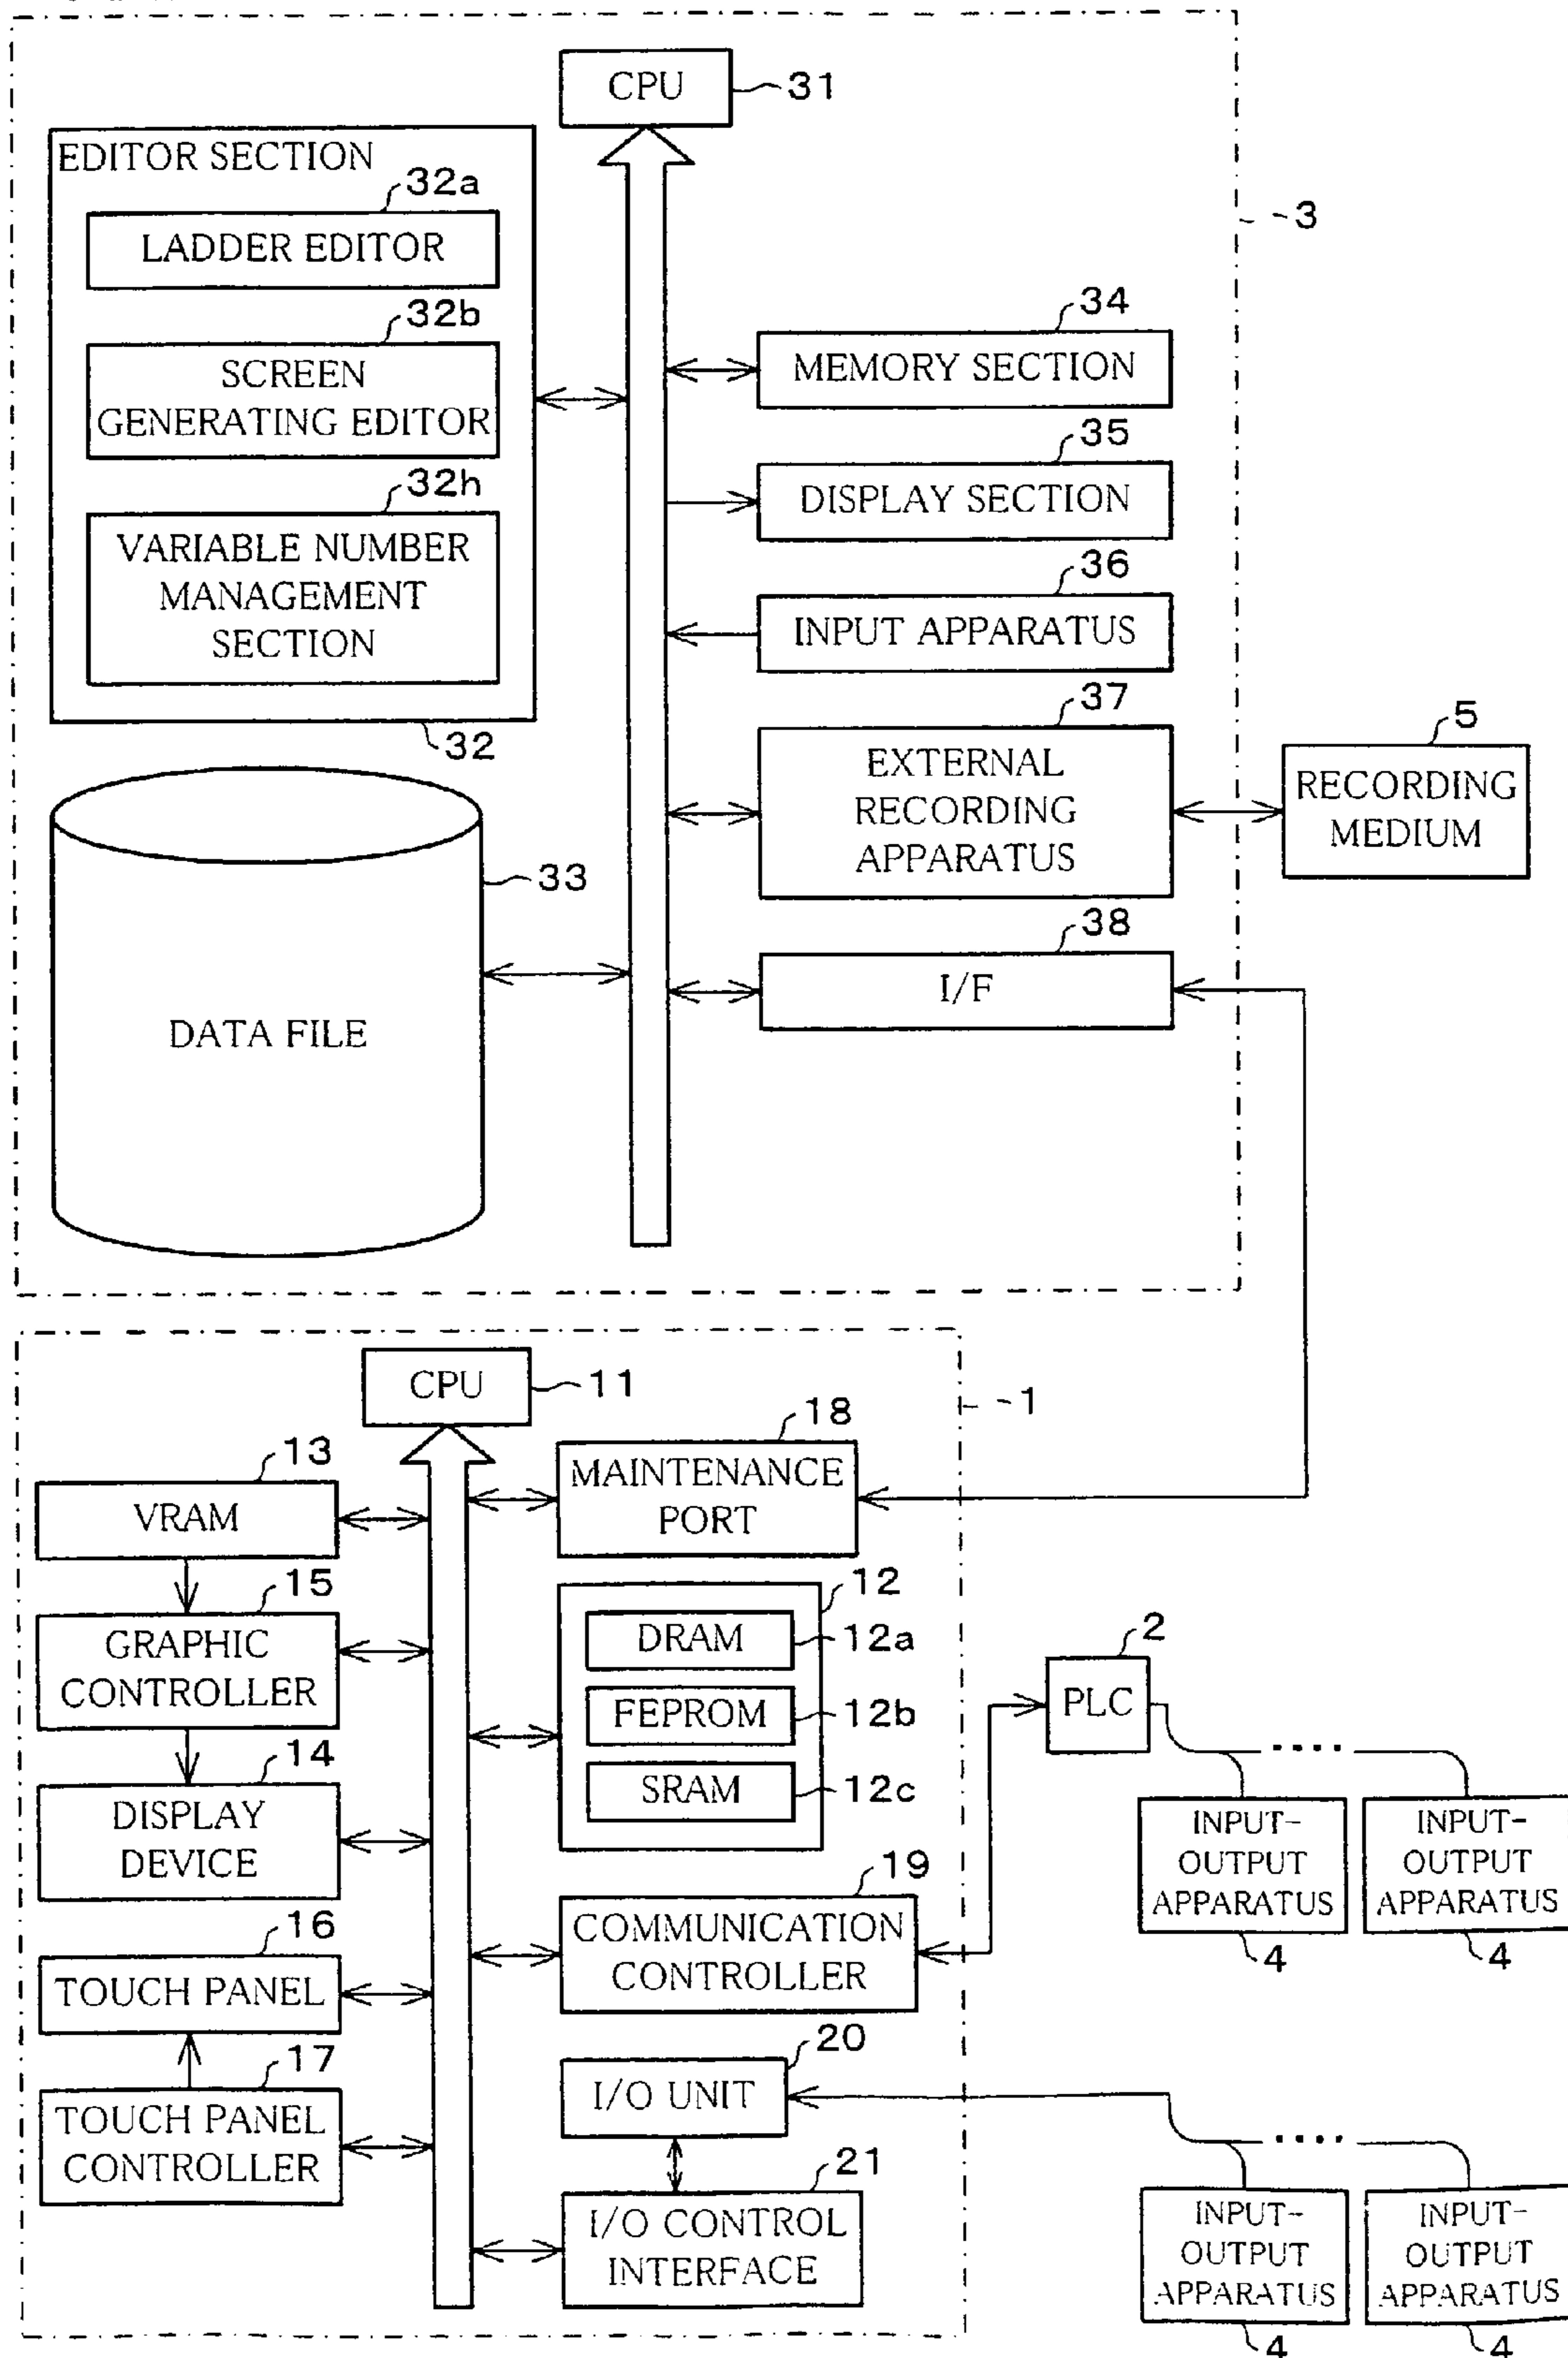 CPU
31
EDITOR SECTION
32a
LADDER EDITOR
32b
SCREEN
GENERATING EDITOR
32h
VARIABLE NUMBER
MANAGEMENT
SECTION
32
3
34
MEMORY SECTION
35
DISPLAY SECTION
36
INPUT APPARATUS
37
EXTERNAL
RECORDING
APPARATUS
5
RECORDING
MEDIUM
33
DATA FILE
38
I/F
CPU
11
1
13
VRAM
15
GRAPHIC
CONTROLLER
14
DISPLAY
DEVICE
16
TOUCH PANEL
17
TOUCH PANEL
CONTROLLER
18
MAINTENANCE
PORT
12
DRAM
12a
FEPROM
12b
SRAM
12c
19
COMMUNICATION
CONTROLLER
20
I/O UNIT
21
I/O CONTROL
INTERFACE
2
PLC
....
INPUT-
OUTPUT
APPARATUS
4
INPUT-
OUTPUT
APPARATUS
4
....
INPUT-
OUTPUT
APPARATUS
4
INPUT-
OUTPUT
APPARATUS
4